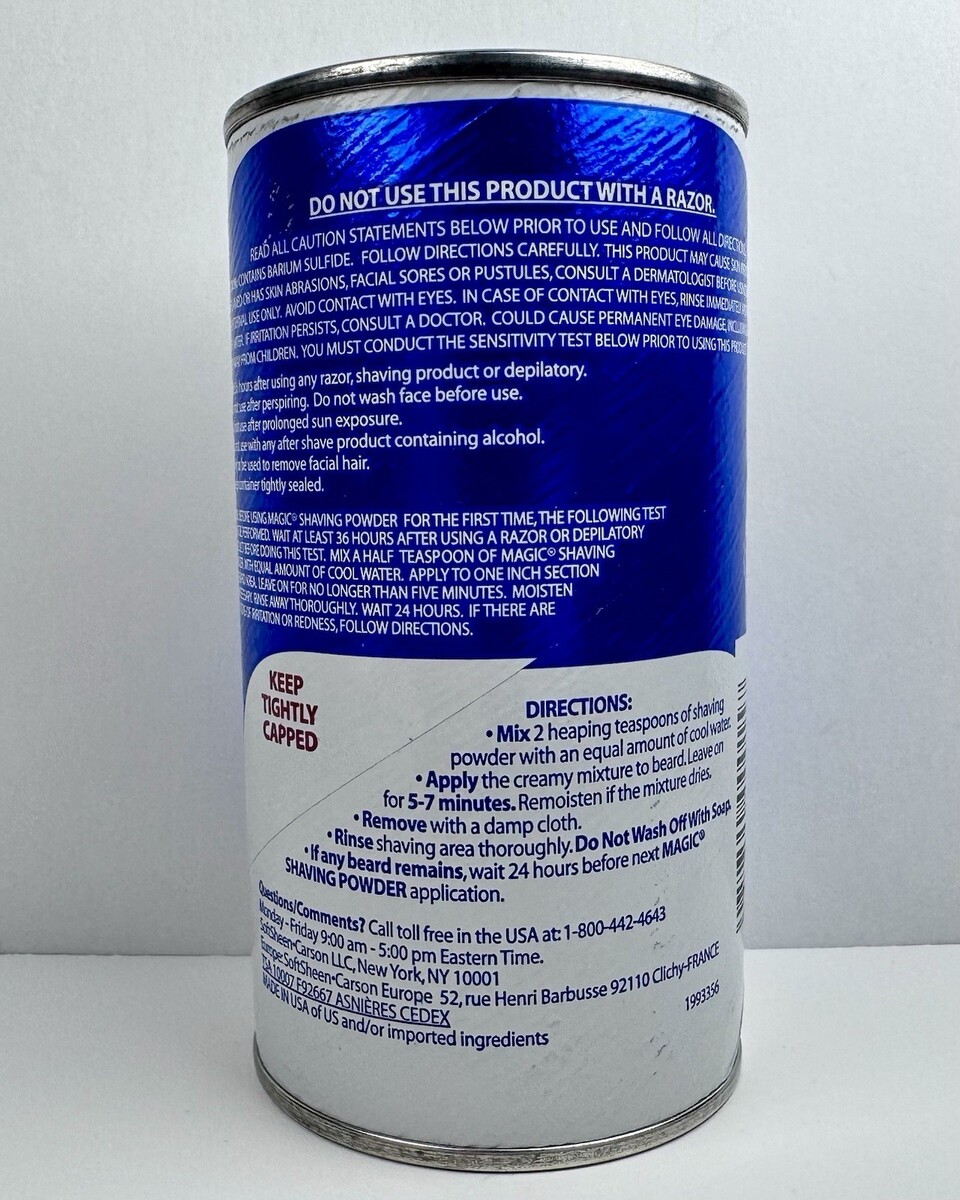 DO NOT USE THIS PRODUCT WITH A RAZOR.
READ ALL CAUTION STATEMENTS BELOW PRIOR TO USE AND FOLLOW ALL
CONTAINS BARIUM SULFIDE. FOLLOW DIRECTIONS CAREFULLY. THIS PRODUCT MAY CAUSE SKIN
OR HAS SKIN ABRASIONS, FACIAL SORES OR PUSTULES, CONSULT A DERMATOLOGIST BEFORE
USE ONLY. AVOID CONTACT WITH EYES. IN CASE OF CONTACT WITH EYES, RINSE IMMEDIATELY
IF IRRITATION PERSISTS, CONSULT A DOCTOR. COULD CAUSE PERMANENT EYE DAMAGE,
FROM CHILDREN. YOU MUST CONDUCT THE SENSITIVITY TEST BELOW PRIOR TO USING THIS
hours after using any razor, shaving product or depilatory.
use after perspiring. Do not wash face before use.
use after prolonged sun exposure.
use with any after shave product containing alcohol.
be used to remove facial hair.
container tightly sealed.
BEFORE USING MAGIC® SHAVING POWDER FOR THE FIRST TIME, THE FOLLOWING TEST
PERFORMED. WAIT AT LEAST 36 HOURS AFTER USING A RAZOR OR DEPILATORY
BEFORE DOING THIS TEST. MIX A HALF TEASPOON OF MAGIC® SHAVING
WITH EQUAL AMOUNT OF COOL WATER. APPLY TO ONE INCH SECTION
AREA. LEAVE ON FOR NO LONGER THAN FIVE MINUTES. MOISTEN
RINSE AWAY THOROUGHLY. WAIT 24 HOURS. IF THERE ARE
OF IRRITATION OR REDNESS, FOLLOW DIRECTIONS.
KEEP
TIGHTLY
CAPPED
DIRECTIONS:
• Mix 2 heaping teaspoons of shaving
powder with an equal amount of cool water.
• Apply the creamy mixture to beard. Leave on
for 5-7 minutes. Remoisten if the mixture dries.
• Remove with a damp cloth.
• Rinse shaving area thoroughly. Do Not Wash Off With Soap.
• If any beard remains, wait 24 hours before next MAGIC®
SHAVING POWDER application.
Questions/Comments? Call toll free in the USA at: 1-800-442-4643
Monday - Friday 9:00 am - 5:00 pm Eastern Time.
SoftSheen•Carson LLC, New York, NY 10001
Europe: SoftSheen•Carson Europe 52, rue Henri Barbusse 92110 Clichy-FRANCE
TSA 10007 F92667 ASNIÈRES CEDEX
MADE IN USA of US and/or imported ingredients
1993356